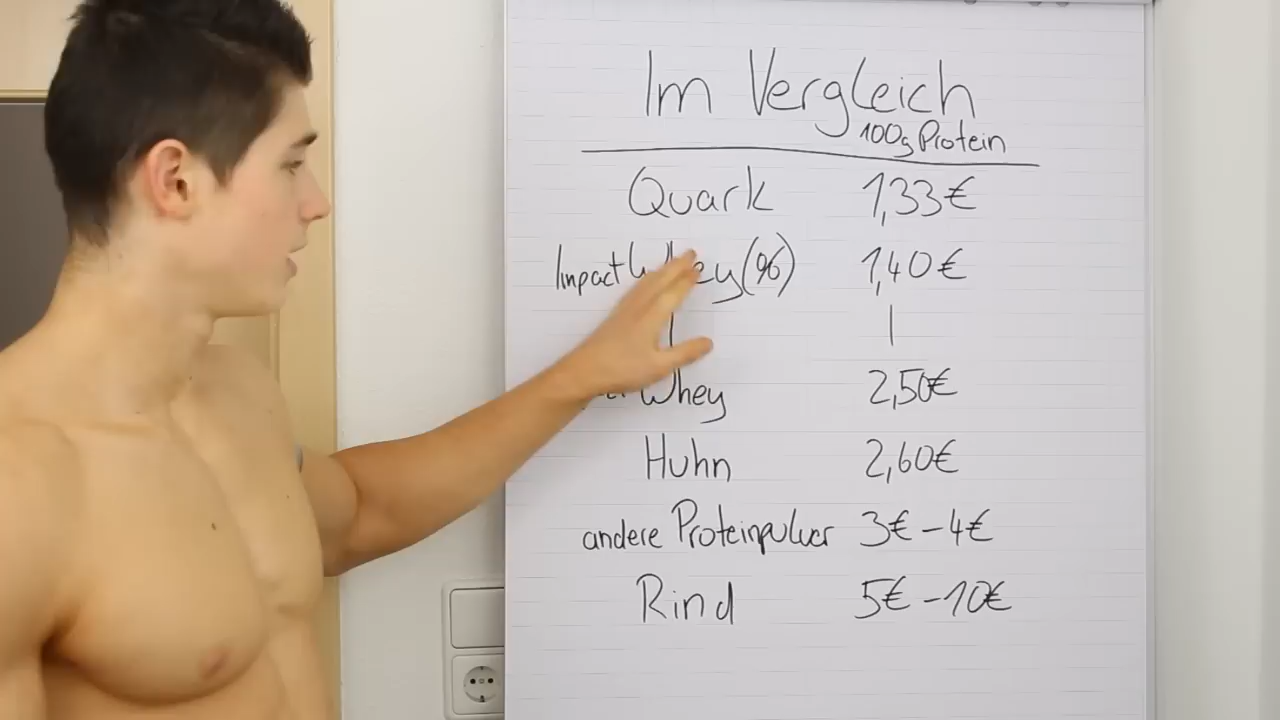 Im Vergleich
100g Protein
Quark 1,33€
Impact Whey (%) 1,40€
| |
Whey 2,50€
Huhn 2,60€
andere Proteinpulver 3€ - 4€
Rind 5€ - 10€